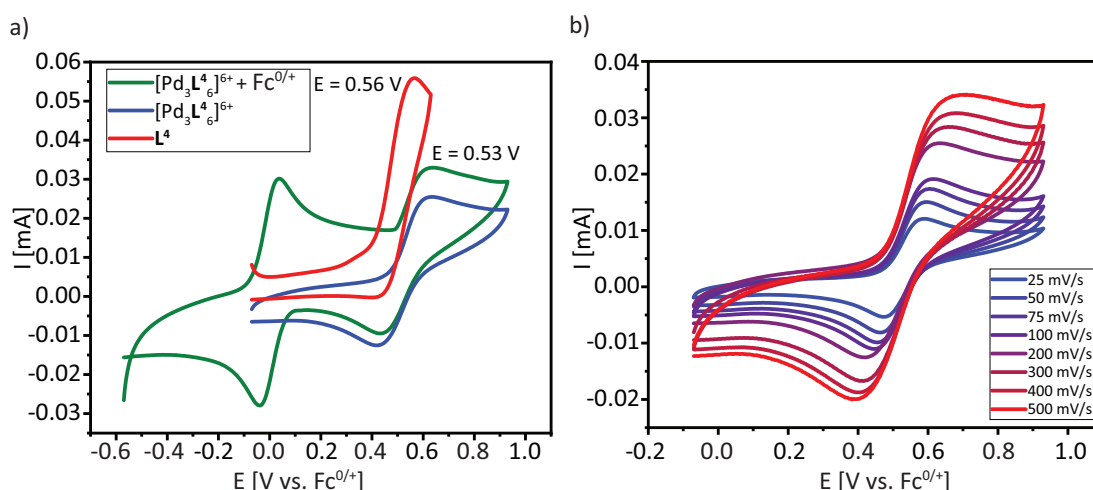 a)
[Pd₃L⁴₆]⁶⁺ + Fc⁰/⁺
[Pd₃L⁴₆]⁶⁺
L⁴
E = 0.56 V
E = 0.53 V
0.06
0.05
0.04
0.03
0.02
0.01
0.00
-0.01
-0.02
-0.03
I [mA]
-0.6 -0.4 -0.2 0.0 0.2 0.4 0.6 0.8 1.0
E [V vs. Fc⁰/⁺]
b)
0.04
0.03
0.02
0.01
0.00
-0.01
-0.02
I [mA]
25 mV/s
50 mV/s
75 mV/s
100 mV/s
200 mV/s
300 mV/s
400 mV/s
500 mV/s
0.0 0.2 0.4 0.6 0.8 1.0
E [V vs. Fc⁰/⁺]